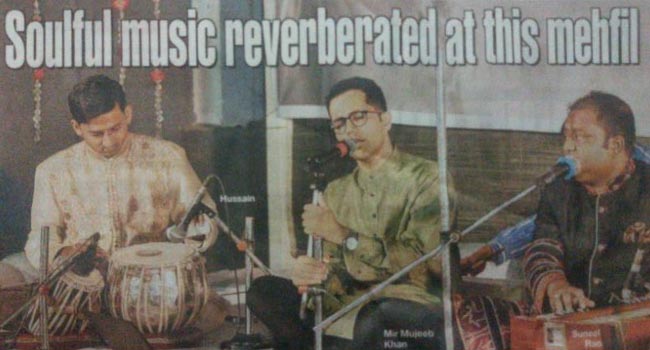 Soulful music reverberated at this mehfil
Hussain
Mir Mujeeb
Khan
Suneel
Rao